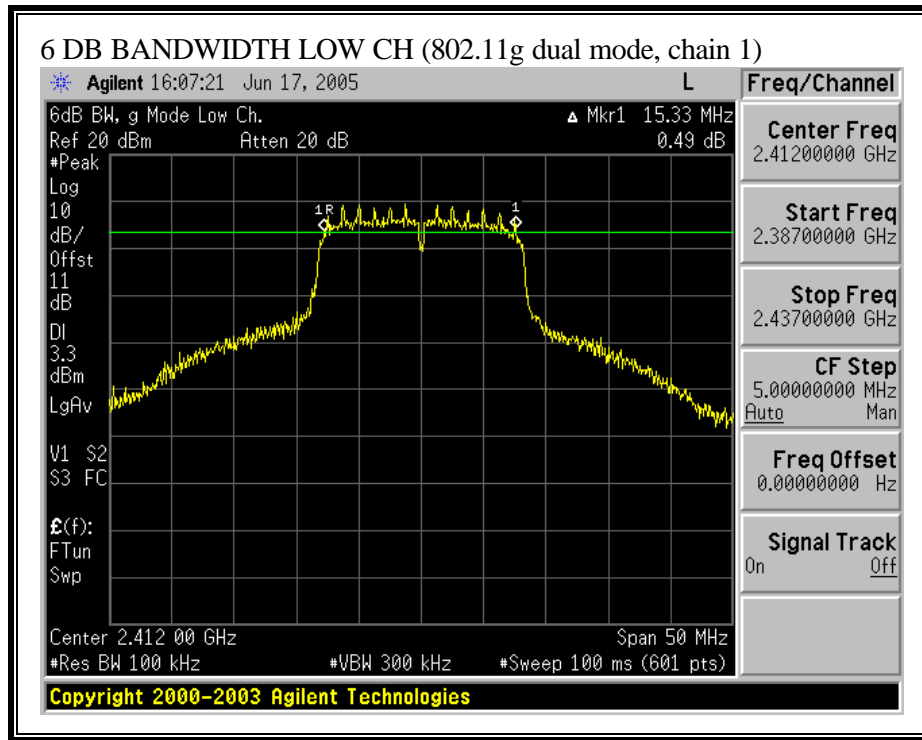 6 DB BANDWIDTH LOW CH (802.11g dual mode, chain 1)
Agilent 16:07:21 Jun 17, 2005 L
6dB BW, g Mode Low Ch. Δ Mkr1 15.33 MHz
Ref 20 dBm Atten 20 dB 0.49 dB
#Peak
Log
10
dB/
Offst
11
dB
DI
3.3
dBm
LgAv
V1 S2
S3 FC
£(f):
FTun
Swp
1R
1
Center 2.412 00 GHz Span 50 MHz
#Res BW 100 kHz #VBW 300 kHz #Sweep 100 ms (601 pts)
Freq/Channel
Center Freq
2.41200000 GHz
Start Freq
2.38700000 GHz
Stop Freq
2.43700000 GHz
CF Step
5.00000000 MHz
Auto Man
Freq Offset
0.00000000 Hz
Signal Track
On Off
Copyright 2000-2003 Agilent Technologies